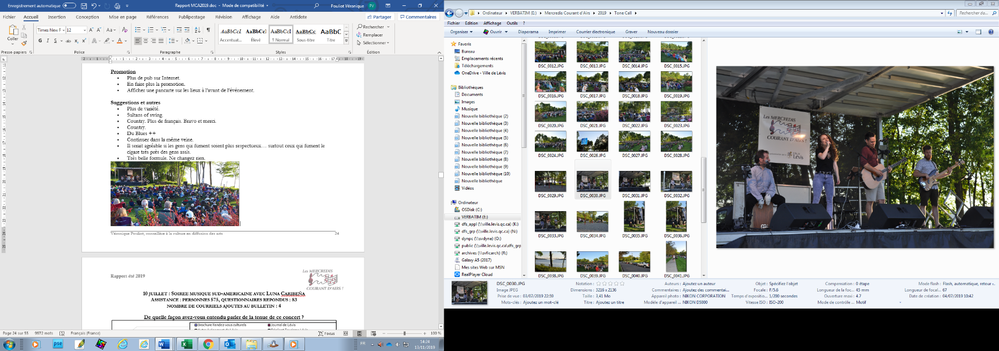 Enregistrement automatique
Rapport MCA2019.doc - Mode de compatibilité
Pouliot Véronique
PV
Fichier Accueil Insertion Conception Mise en page Références Publipostage Révision Affichage Aide Antidote
Partager Commentaires
Coller
Times New F 12
Rechercher
Remplacer
Sélectionner
AaBbCcI AaBbCcl AaBbCcI AaBbCc AaBbC
Accentuat... Élevé ¶ Normal Sous-titre Titre
Presse-papiers Police Paragraphe Styles Édition
Promotion
• Plus de pub sur Internet.
• En faire plus la promotion.
• Afficher une pancarte sur les lieux à l'avant de l'événement.
Suggestions et autres
• Plus de variété.
• Sultans of swing.
• Country. Plus de français. Bravo et merci.
• Country.
• Du Blues ++
• Continuer dans la même veine.
• Il serait agréable si les gens qui fument soient plus respectueux… surtout ceux qui fument le
cigare très près des gens assis.
• Très belle formule. Ne changez rien.
Véronique Pouliot, conseillère à la culture en diffusion des arts 24
Rapport été 2019
Les MERCREDIS
COURANT D'AIRS !
10 JUILLET : SOIREE MUSIQUE SUD-AMERICAINE AVEC LUNA CARIBEÑA
ASSISTANCE : PERSONNES 575, QUESTIONNAIRES REPONDUS : 83
NOMBRE DE COURRIELS AJOUTES AU BULLETIN : 4
De quelle façon avez-vous entendu parler de la tenue de ce concert ?
Brochure Rendez-vous culturels Journal de Lévis
Page 24 sur 55 9972 mots Français (France) Focus 100 %
pse
FR
14:24
13/11/2019
Ordinateur VERBATIM (E:) Mercredis Courant d'Airs 2019 Tone Call
Rechercher da...
Fichier Edition Affichage Outils ?
Organiser Ouvrir Diaporama Imprimer Courrier électronique Graver Nouveau dossier
Favoris
Bureau
Emplacements récents
Téléchargements
OneDrive - Ville de Lévis
Bibliothèques
Documents
Images
Musique
Nouvelle bibliothèque (2)
Nouvelle bibliothèque (3)
Nouvelle bibliothèque (4)
Nouvelle bibliothèque (5)
Nouvelle bibliothèque (6)
Nouvelle bibliothèque (7)
Nouvelle bibliothèque (8)
Nouvelle bibliothèque (9)
Nouvelle bibliothèque (10)
Nouvelle bibliothèque
Vidéos
Ordinateur
OSDisk (C:)
VERBATIM (E:)
dfs_appl (\\ville.levis.qc.ca) (K:)
dfs_grp (\\ville.levis.qc.ca) (N:)
dynpc (\\svdyna) (O:)
public (\\ville.levis.qc.ca\dfs_grp
archives (\\svficarch) (R:)
Galaxy A5 (2017)
Mes sites Web sur MSN
RealPlayer Cloud
DSC_0012.JPG DSC_0013.JPG DSC_0014.JPG DSC_0015.JPG
DSC_0016.JPG DSC_0017.JPG DSC_0018.JPG DSC_0019.JPG
DSC_0020.JPG DSC_0021.JPG DSC_0022.JPG DSC_0023.JPG
DSC_0024.JPG DSC_0026.JPG DSC_0027.JPG DSC_0028.JPG
DSC_0029.JPG DSC_0030.JPG DSC_0031.JPG DSC_0032.JPG
DSC_0033.JPG DSC_0034.JPG DSC_0035.JPG DSC_0036.JPG
DSC_0038.JPG DSC_0039.JPG DSC_0040.JPG DSC_0041.JPG
Les MERCREDIS
COURANT D'AIRS !
Lévis
DSC_0030.JPG Notation : Auteurs : Ajoutez un auteur Objet : Spécifiez l'objet Compensation : 0 étape Mode flash : Flash, automatique, retour ...
Image JPEG Dimensions : 3216 x 2136 Commentaires : Ajoutez des commentai... Focale : F/5.6 Longueur de la foc... : 45 mm Longueur de focal... : 67
Prise de vue : 03/07/2019 22:59 Taille : 3,41 Mo Appareil photo : NIKON CORPORATION Temps d'expositio... : 1/200 secondes Ouverture maxi : 4.7 Date de création : 04/07/2019 10:42
Mots-clés : Ajoutez un mot-clé Titre : Ajoutez un titre Modèle d'appareil ... : NIKON D5000 Vitesse ISO : ISO-200 Mode de contrôle ... : Motif